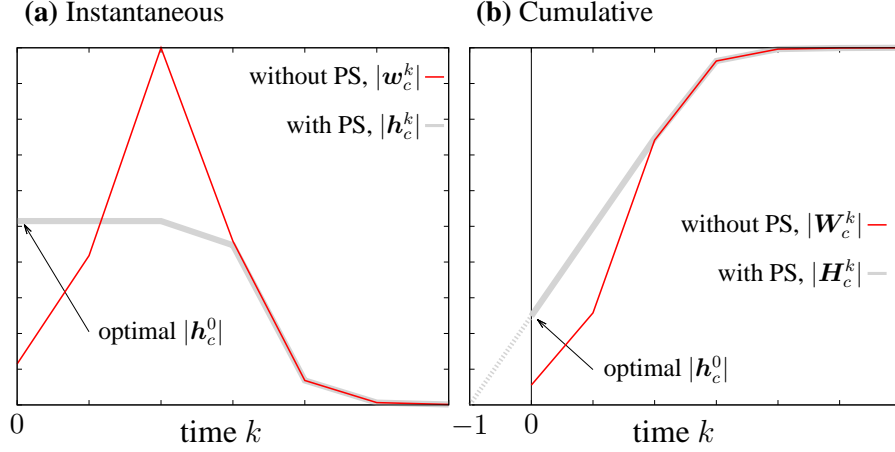 (a) Instantaneous
without PS, |w_c^k|
with PS, |h_c^k|
optimal |h_c^0|
0
time k
(b) Cumulative
without PS, |W_c^k|
with PS, |H_c^k|
optimal |h_c^0|
−1
0
time k